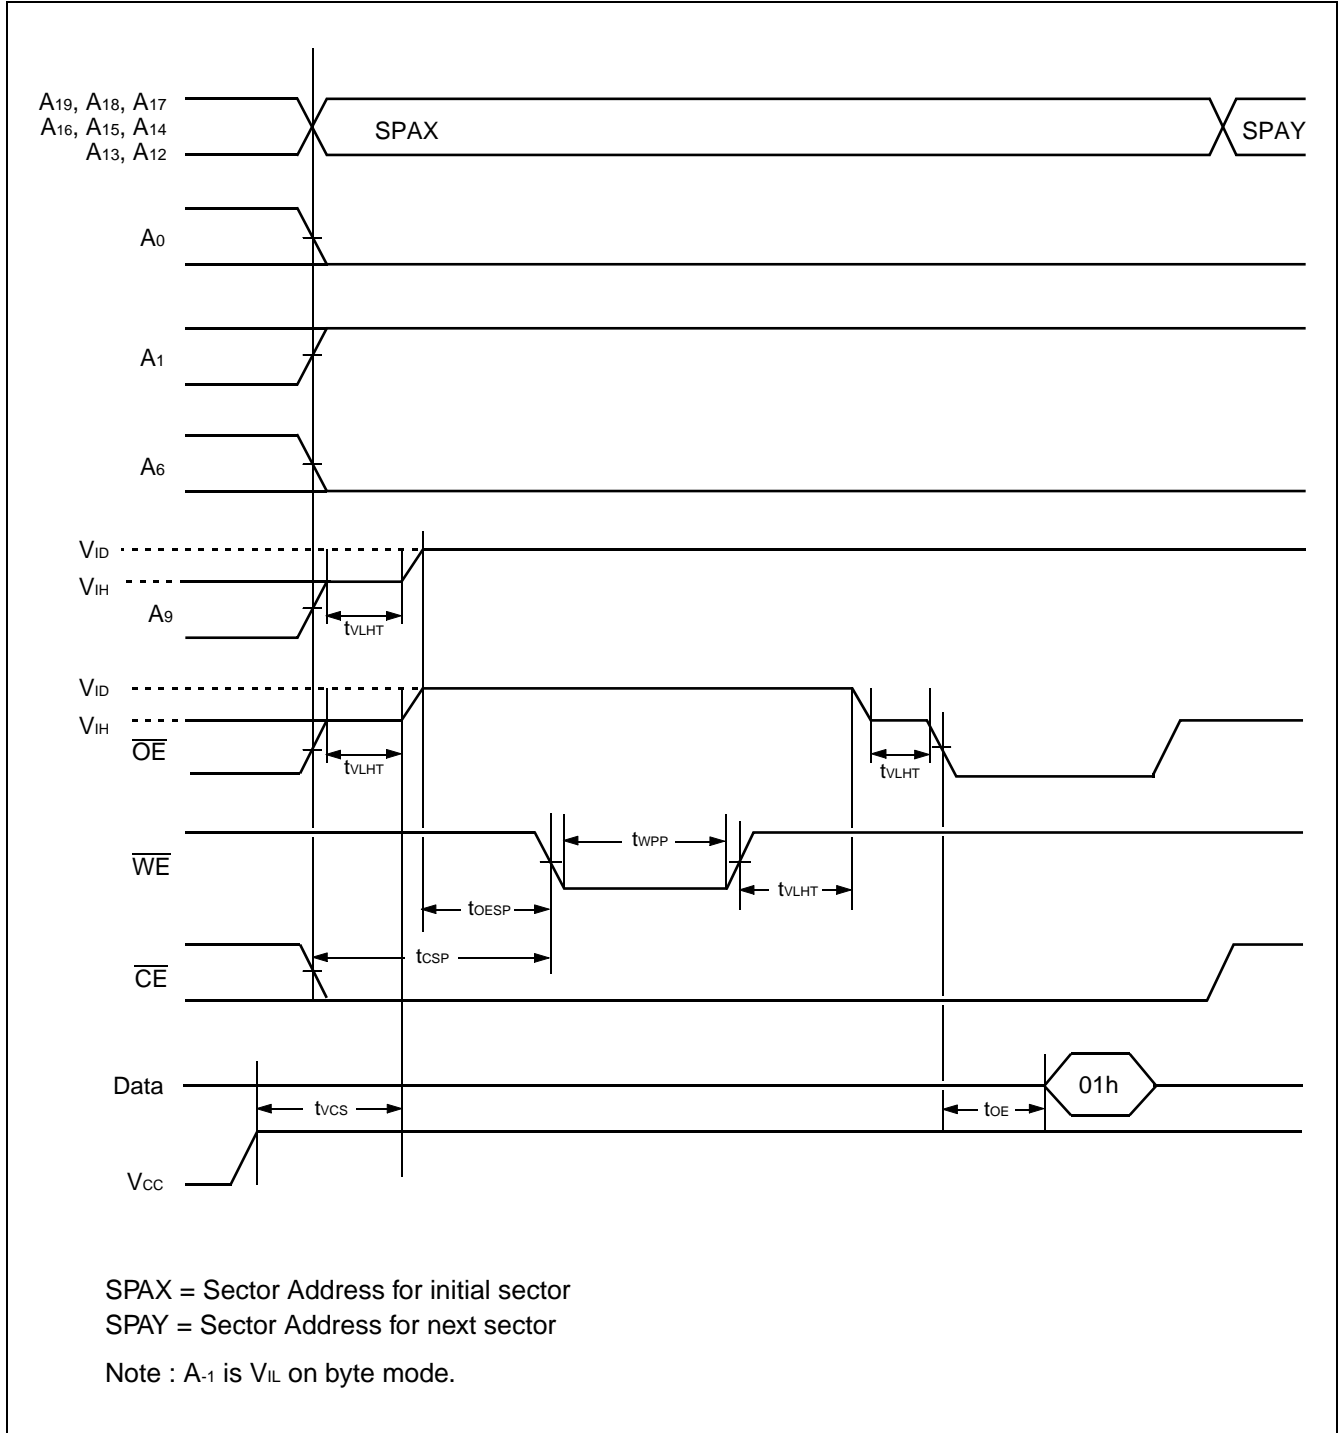 A19, A18, A17
A16, A15, A14
A13, A12
SPAX
SPAY
A0
A1
A6
VID
VIH
A9
tVLHT
VID
VIH
OE
tVLHT
tVLHT
WE
tWPP
tVLHT
tOESP
CE
tCSP
Data
01h
tVCS
tOE
VCC
SPAX = Sector Address for initial sector
SPAY = Sector Address for next sector
Note : A-1 is VIL on byte mode.